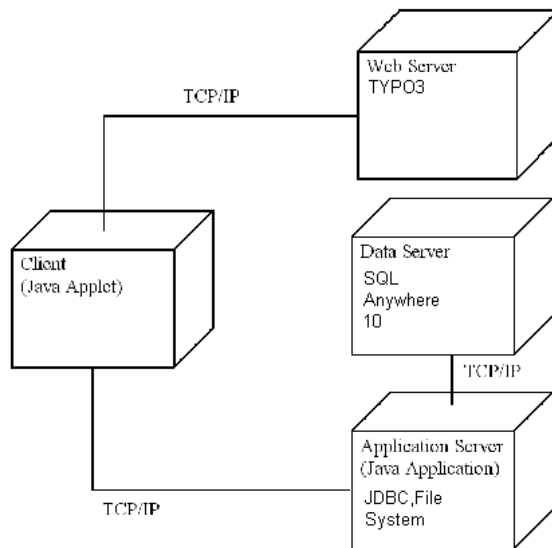 Web Server
TYPO3
TCP/IP
Client
(Java Applet)
Data Server
SQL
Anywhere
10
TCP/IP
Application Server
(Java Application)
JDBC,File
System
TCP/IP